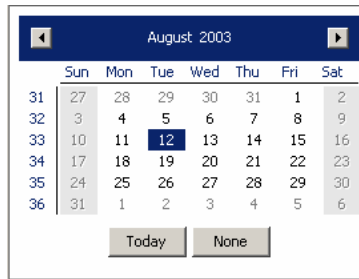 August 2003
Sun Mon Tue Wed Thu Fri Sat
31 27 28 29 30 31 1 2
32 3 4 5 6 7 8 9
33 10 11 12 13 14 15 16
34 17 18 19 20 21 22 23
35 24 25 26 27 28 29 30
36 31 1 2 3 4 5 6
Today None